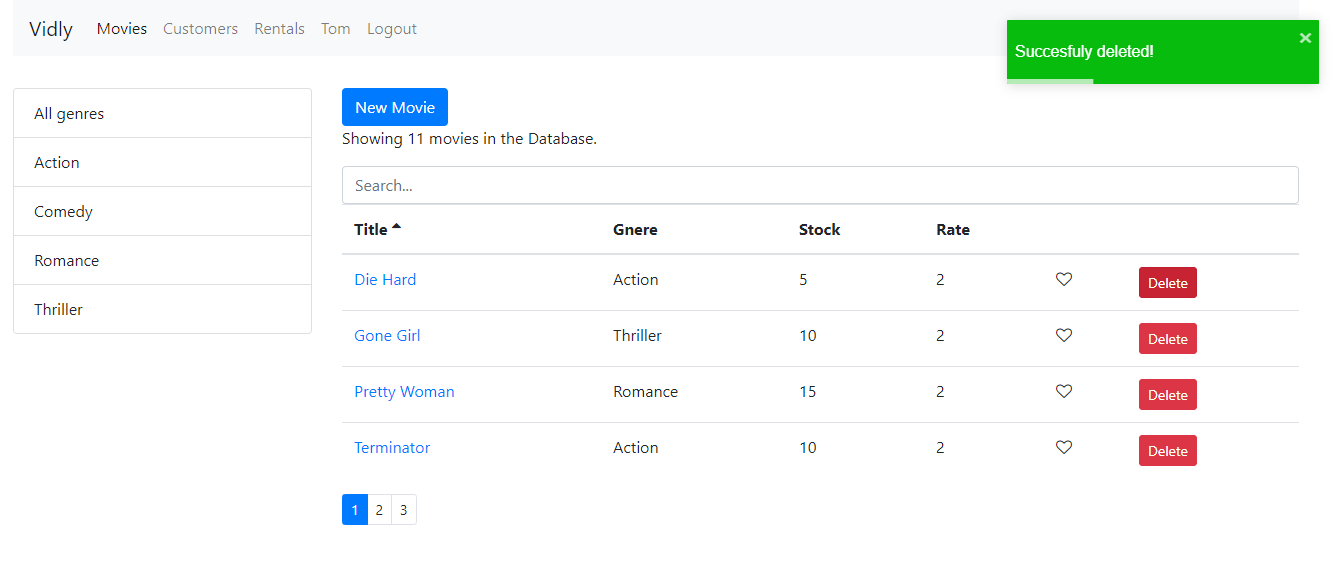 Vidly Movies Customers Rentals Tom Logout
Succesfuly deleted!
×
All genres
Action
Comedy
Romance
Thriller
New Movie
Showing 11 movies in the Database.
Search...
Title Gnere Stock Rate
Die Hard Action 5 2 Delete
Gone Girl Thriller 10 2 Delete
Pretty Woman Romance 15 2 Delete
Terminator Action 10 2 Delete
1 2 3